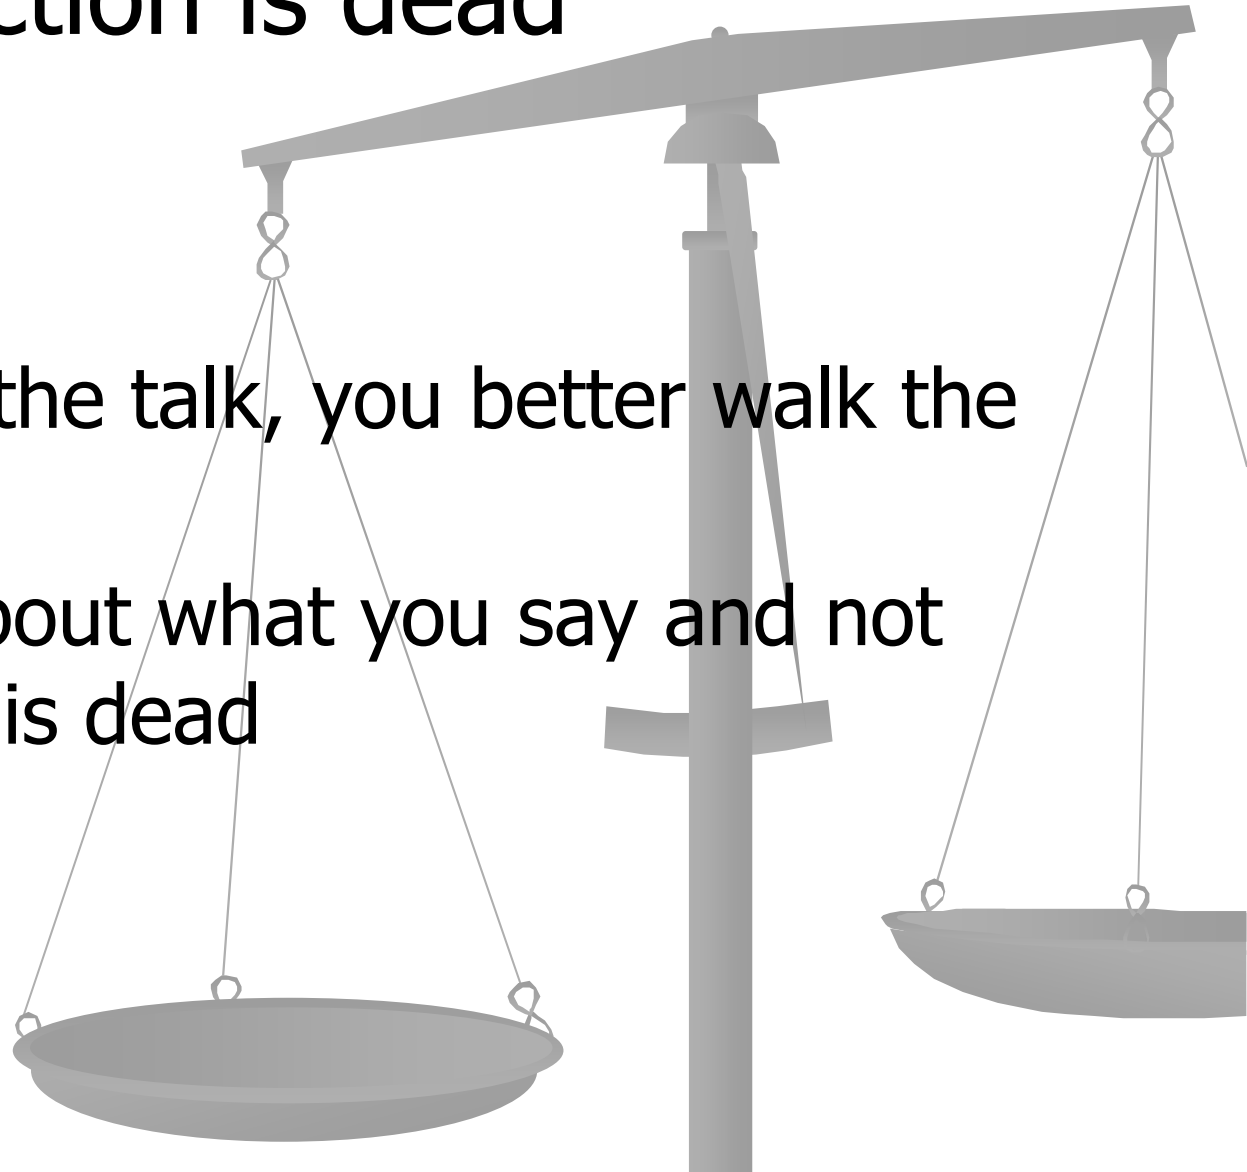 ction is dead
the talk, you better walk the
bout what you say and not
is dead